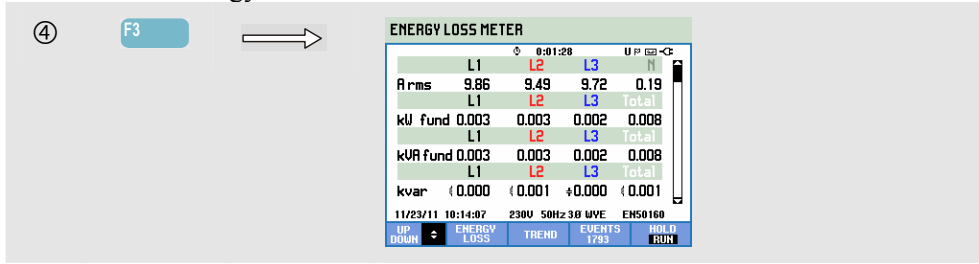 ④ F3 ENERGY LOSS METER
0:01:28 U
L1 L2 L3 N
A rms 9.86 9.49 9.72 0.19
L1 L2 L3 Total
kW fund 0.003 0.003 0.002 0.008
L1 L2 L3 Total
kVA fund 0.003 0.003 0.002 0.008
L1 L2 L3 Total
kvar 0.000 0.001 0.000 0.001
11/23/11 10:14:07 230V 50Hz 3.Ø WYE EN50160
UP DOWN ENERGY LOSS TREND EVENTS 1793 HOLD RUN